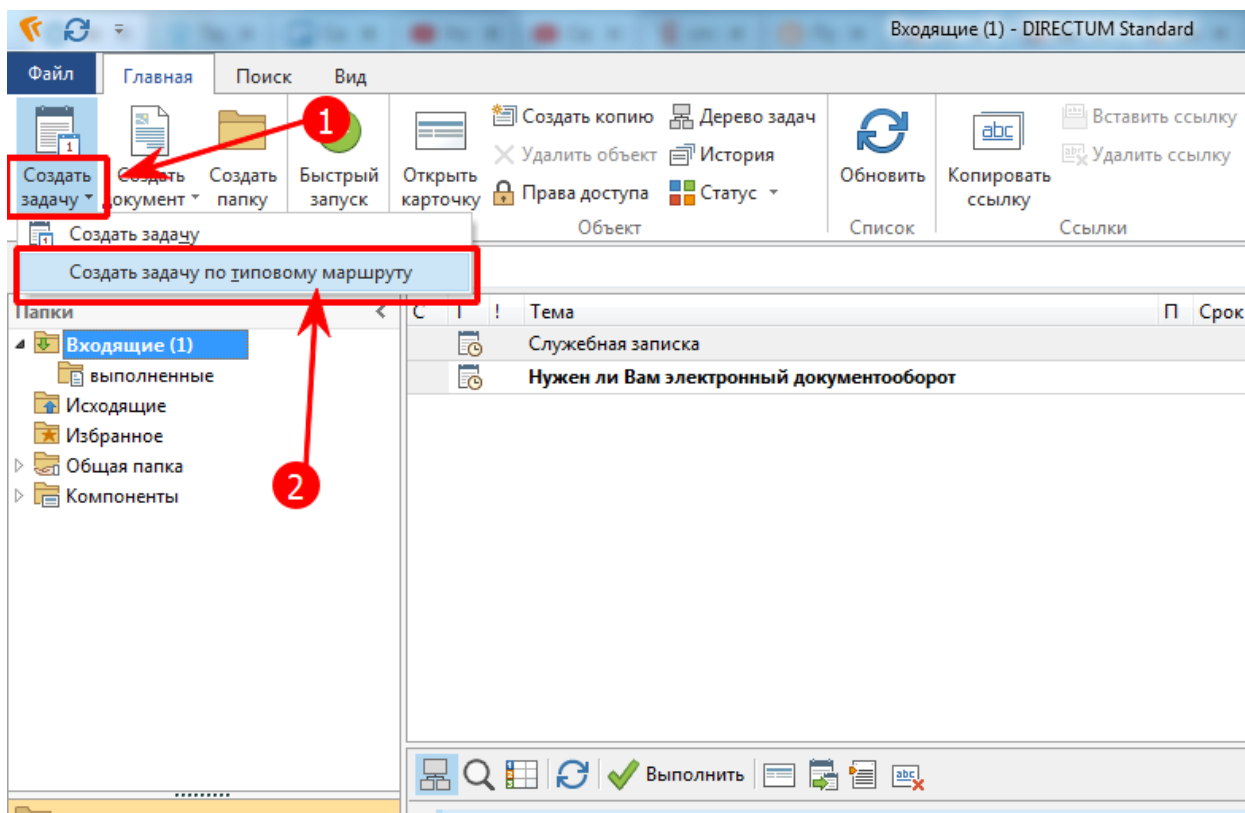 Входящие (1) - DIRECTUM Standard
Файл Главная Поиск Вид
1
Создать задачу
Создать документ
Создать папку
Быстрый запуск
Открыть карточку
Создать копию
Удалить объект
Права доступа
Дерево задач
История
Статус
Объект
Обновить
Список
abc
Копировать ссылку
Вставить ссылку
Удалить ссылку
Ссылки
1
Создать задачу
Создать задачу по типовому маршруту
2
Папки
Входящие (1)
выполненные
Исходящие
Избранное
Общая папка
Компоненты
С ! Тема П Срок
Служебная записка
Нужен ли Вам электронный документооборот
Выполнить
abc